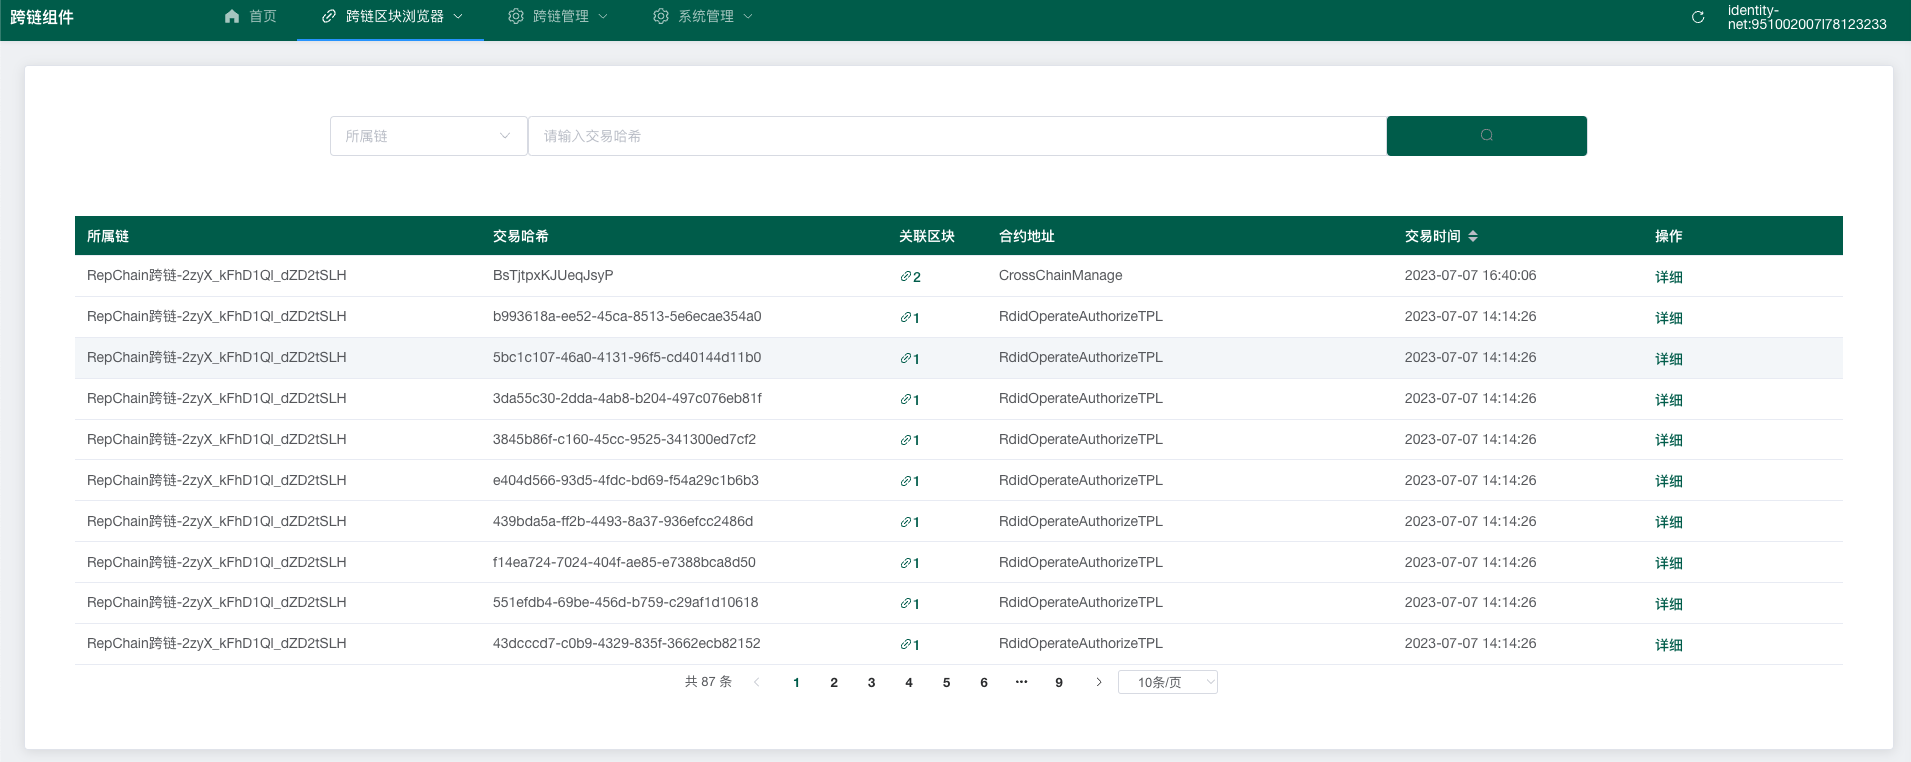 跨链组件 首页 跨链区块浏览器 跨链管理 系统管理 identity-
net:951002007l78123233
所属链 请输入交易哈希
所属链 交易哈希 关联区块 合约地址 交易时间 操作
RepChain跨链-2zyX_kFhD1Ql_dZD2tSLH BsTjtpxKJUeqJsyP 2 CrossChainManage 2023-07-07 16:40:06 详细
RepChain跨链-2zyX_kFhD1Ql_dZD2tSLH b993618a-ee52-45ca-8513-5e6ecae354a0 1 RdidOperateAuthorizeTPL 2023-07-07 14:14:26 详细
RepChain跨链-2zyX_kFhD1Ql_dZD2tSLH 5bc1c107-46a0-4131-96f5-cd40144d11b0 1 RdidOperateAuthorizeTPL 2023-07-07 14:14:26 详细
RepChain跨链-2zyX_kFhD1Ql_dZD2tSLH 3da55c30-2dda-4ab8-b204-497c076eb81f 1 RdidOperateAuthorizeTPL 2023-07-07 14:14:26 详细
RepChain跨链-2zyX_kFhD1Ql_dZD2tSLH 3845b86f-c160-45cc-9525-341300ed7cf2 1 RdidOperateAuthorizeTPL 2023-07-07 14:14:26 详细
RepChain跨链-2zyX_kFhD1Ql_dZD2tSLH e404d566-93d5-4fdc-bd69-f54a29c1b6b3 1 RdidOperateAuthorizeTPL 2023-07-07 14:14:26 详细
RepChain跨链-2zyX_kFhD1Ql_dZD2tSLH 439bda5a-ff2b-4493-8a37-936efcc2486d 1 RdidOperateAuthorizeTPL 2023-07-07 14:14:26 详细
RepChain跨链-2zyX_kFhD1Ql_dZD2tSLH f14ea724-7024-404f-ae85-e7388bca8d50 1 RdidOperateAuthorizeTPL 2023-07-07 14:14:26 详细
RepChain跨链-2zyX_kFhD1Ql_dZD2tSLH 551efdb4-69be-456d-b759-c29af1d10618 1 RdidOperateAuthorizeTPL 2023-07-07 14:14:26 详细
RepChain跨链-2zyX_kFhD1Ql_dZD2tSLH 43dcccd7-c0b9-4329-835f-3662ecb82152 1 RdidOperateAuthorizeTPL 2023-07-07 14:14:26 详细
共 87 条 1 2 3 4 5 6 ••• 9 10条/页